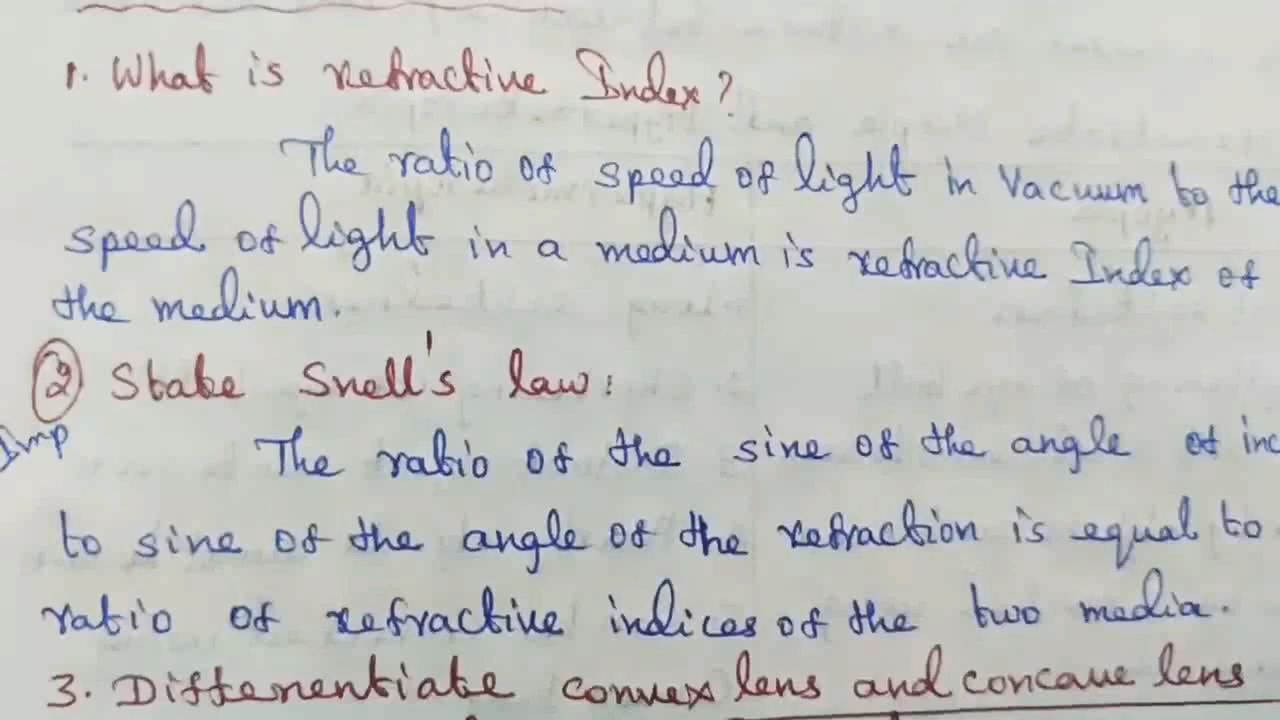 1. What is refractive Index?
The ratio of speed of light in Vacuum to the
speed of light in a medium is refractive Index of
the medium.
2 State Snell's law:
Imp
The ratio of the sine of the angle of inc
to sine of the angle of the refraction is equal to
ratio of refractive indices of the two media.
3. Differentiate convex lens and concave lens